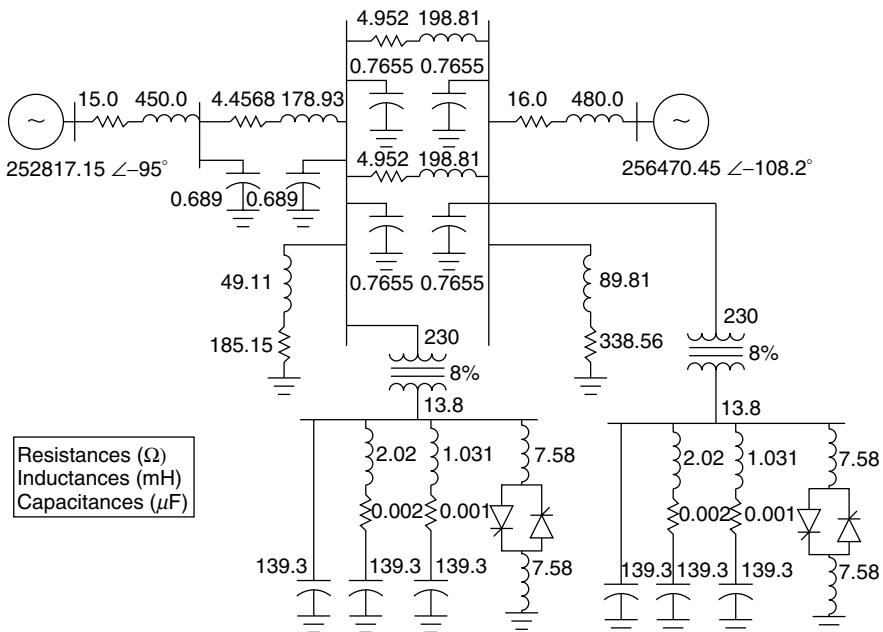 4.952 198.81
0.7655 0.7655
15.0 450.0 4.4568 178.93
16.0 480.0
~
~
252817.15 ∠−95°
256470.45 ∠−108.2°
4.952 198.81
0.689 0.689
0.7655 0.7655
49.11
89.81
185.15
338.56
230
8%
13.8
230
8%
13.8
Resistances (Ω)
Inductances (mH)
Capacitances (μF)
2.02 1.031 7.58
0.002 0.001
139.3 139.3 139.3 7.58
2.02 1.031 7.58
0.002 0.001
139.3 139.3 139.3 7.58